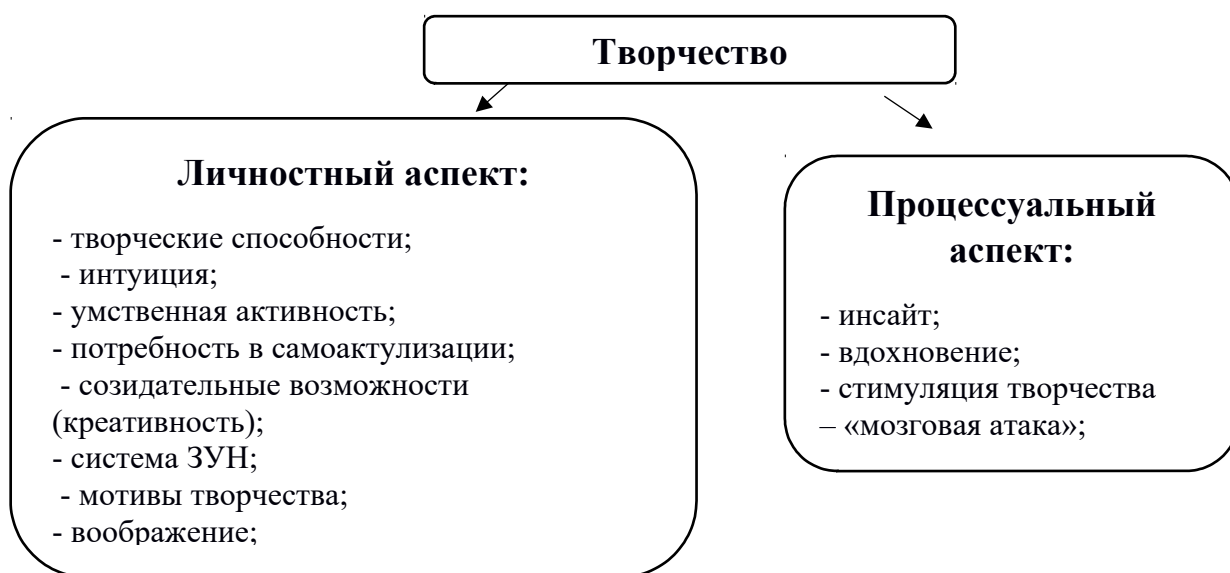 Творчество
Личностный аспект:
- творческие способности;
- интуиция;
- умственная активность;
- потребность в самоактулизации;
- созидательные возможности
(креативность);
- система ЗУН;
- мотивы творчества;
- воображение;
Процессуальный
аспект:
- инсайт;
- вдохновение;
- стимуляция творчества
– «мозговая атака»;